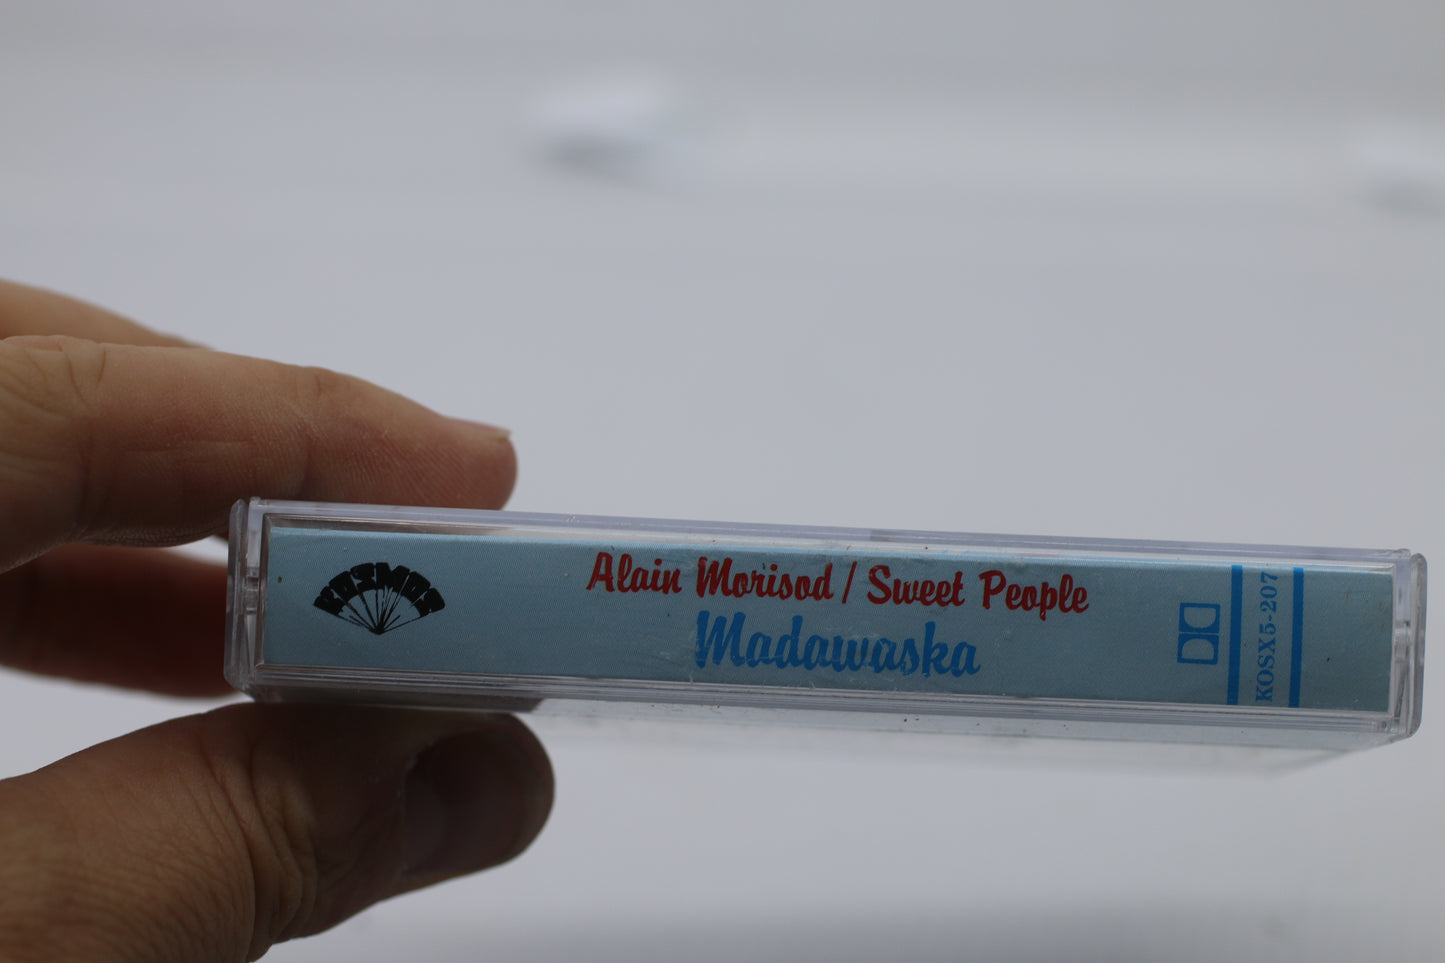 KOSMOS
Alain Morisod / Sweet People
Madawaska
KOSX5-207